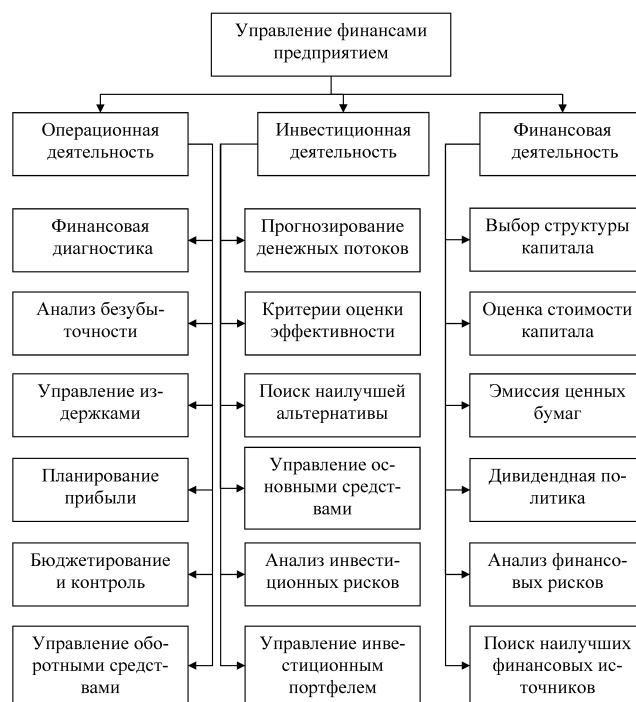 Управление финансами
предприятием
Операционная
деятельность
Инвестиционная
деятельность
Финансовая
деятельность
Финансовая
диагностика
Прогнозирование
денежных потоков
Выбор структуры
капитала
Анализ безубы-
точности
Критерии оценки
эффективности
Оценка стоимости
капитала
Управление из-
держками
Поиск наилучшей
альтернативы
Эмиссия ценных
бумаг
Планирование
прибыли
Управление ос-
новными средст-
вами
Дивидендная по-
литика
Бюджетирование
и контроль
Анализ инвести-
ционных рисков
Анализ финансо-
вых рисков
Управление обо-
ротными средст-
вами
Управление инве-
стиционным
портфелем
Поиск наилучших
финансовых ис-
точников